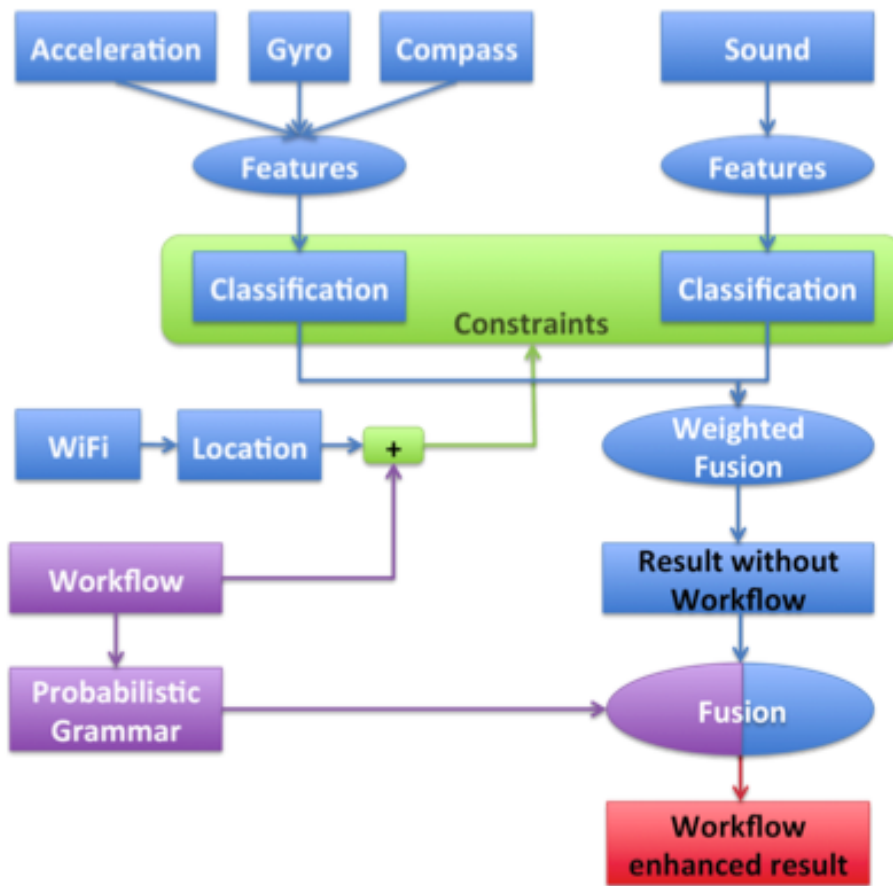 Acceleration
Gyro
Compass
Sound
Features
Features
Classification
Classification
Constraints
WiFi
Location
+
Weighted
Fusion
Workflow
Result without
Workflow
Probabilistic
Grammar
Fusion
Workflow
enhanced result